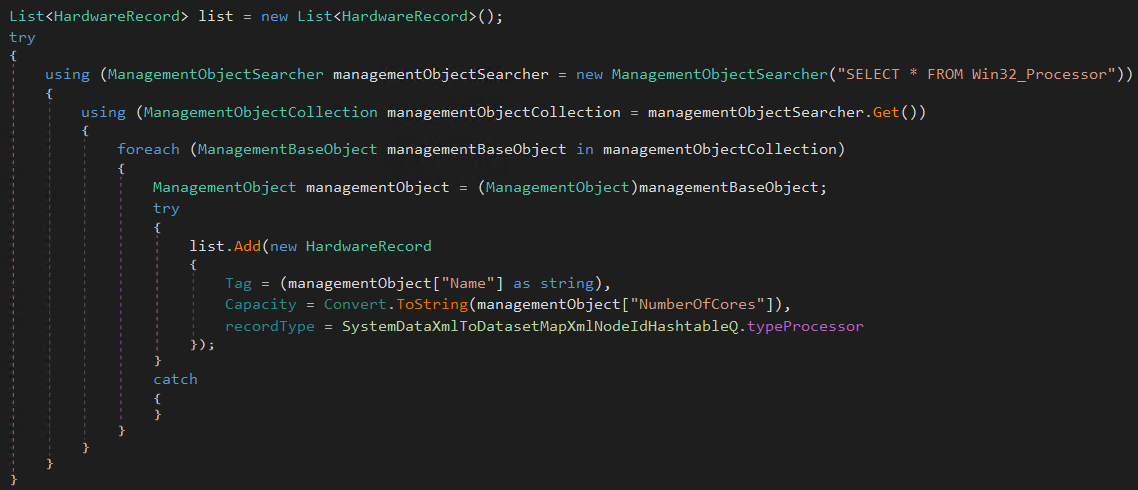 List<HardwareRecord> list = new List<HardwareRecord>();
try
{
using (ManagementObjectSearcher managementObjectSearcher = new ManagementObjectSearcher("SELECT * FROM Win32_Processor"))
{
using (ManagementObjectCollection managementObjectCollection = managementObjectSearcher.Get())
{
foreach (ManagementBaseObject managementBaseObject in managementObjectCollection)
{
ManagementObject managementObject = (ManagementObject)managementBaseObject;
try
{
list.Add(new HardwareRecord
{
Tag = (managementObject["Name"] as string),
Capacity = Convert.ToString(managementObject["NumberOfCores"]),
recordType = SystemDataXmlToDatasetMapXmlNodeIdHashtableQ.typeProcessor
});
}
catch
{
}
}
}
}
}